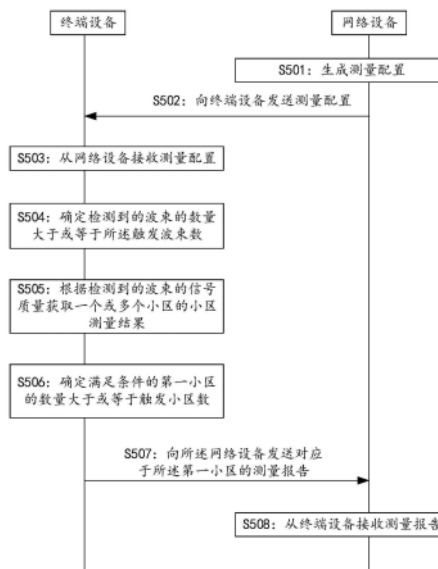 终端设备
网络设备
S501：生成测量配置
S502：向终端设备发送测量配置
S503：从网络设备接收测量配置
S504：确定检测到的波束的数量
大于或等于所述触发波束数
S505：根据检测到的波束的信号
质量获取一个或多个小区的小区
测量结果
S506：确定满足条件的第一小区
的数量大于或等于触发小区数
S507：向所述网络设备发送对应
于所述第一小区的测量报告
S508：从终端设备接收测量报告